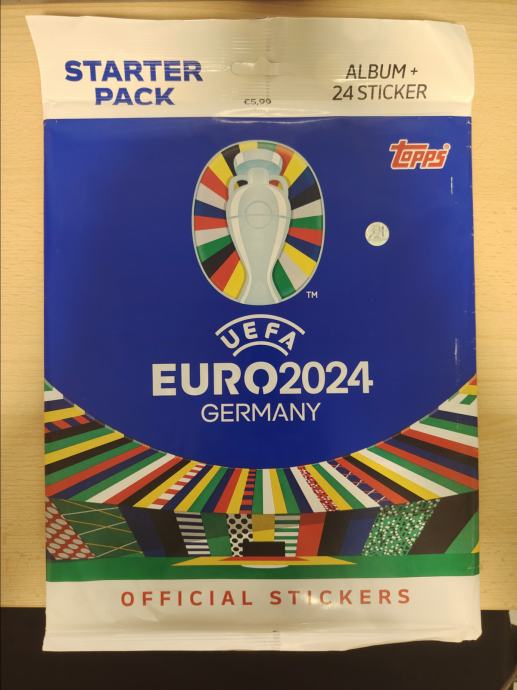 STARTER
PACK
€5,99
ALBUM +
24 STICKER
topps
TM
UEFA
EURO2024
GERMANY
OFFICIAL STICKERS